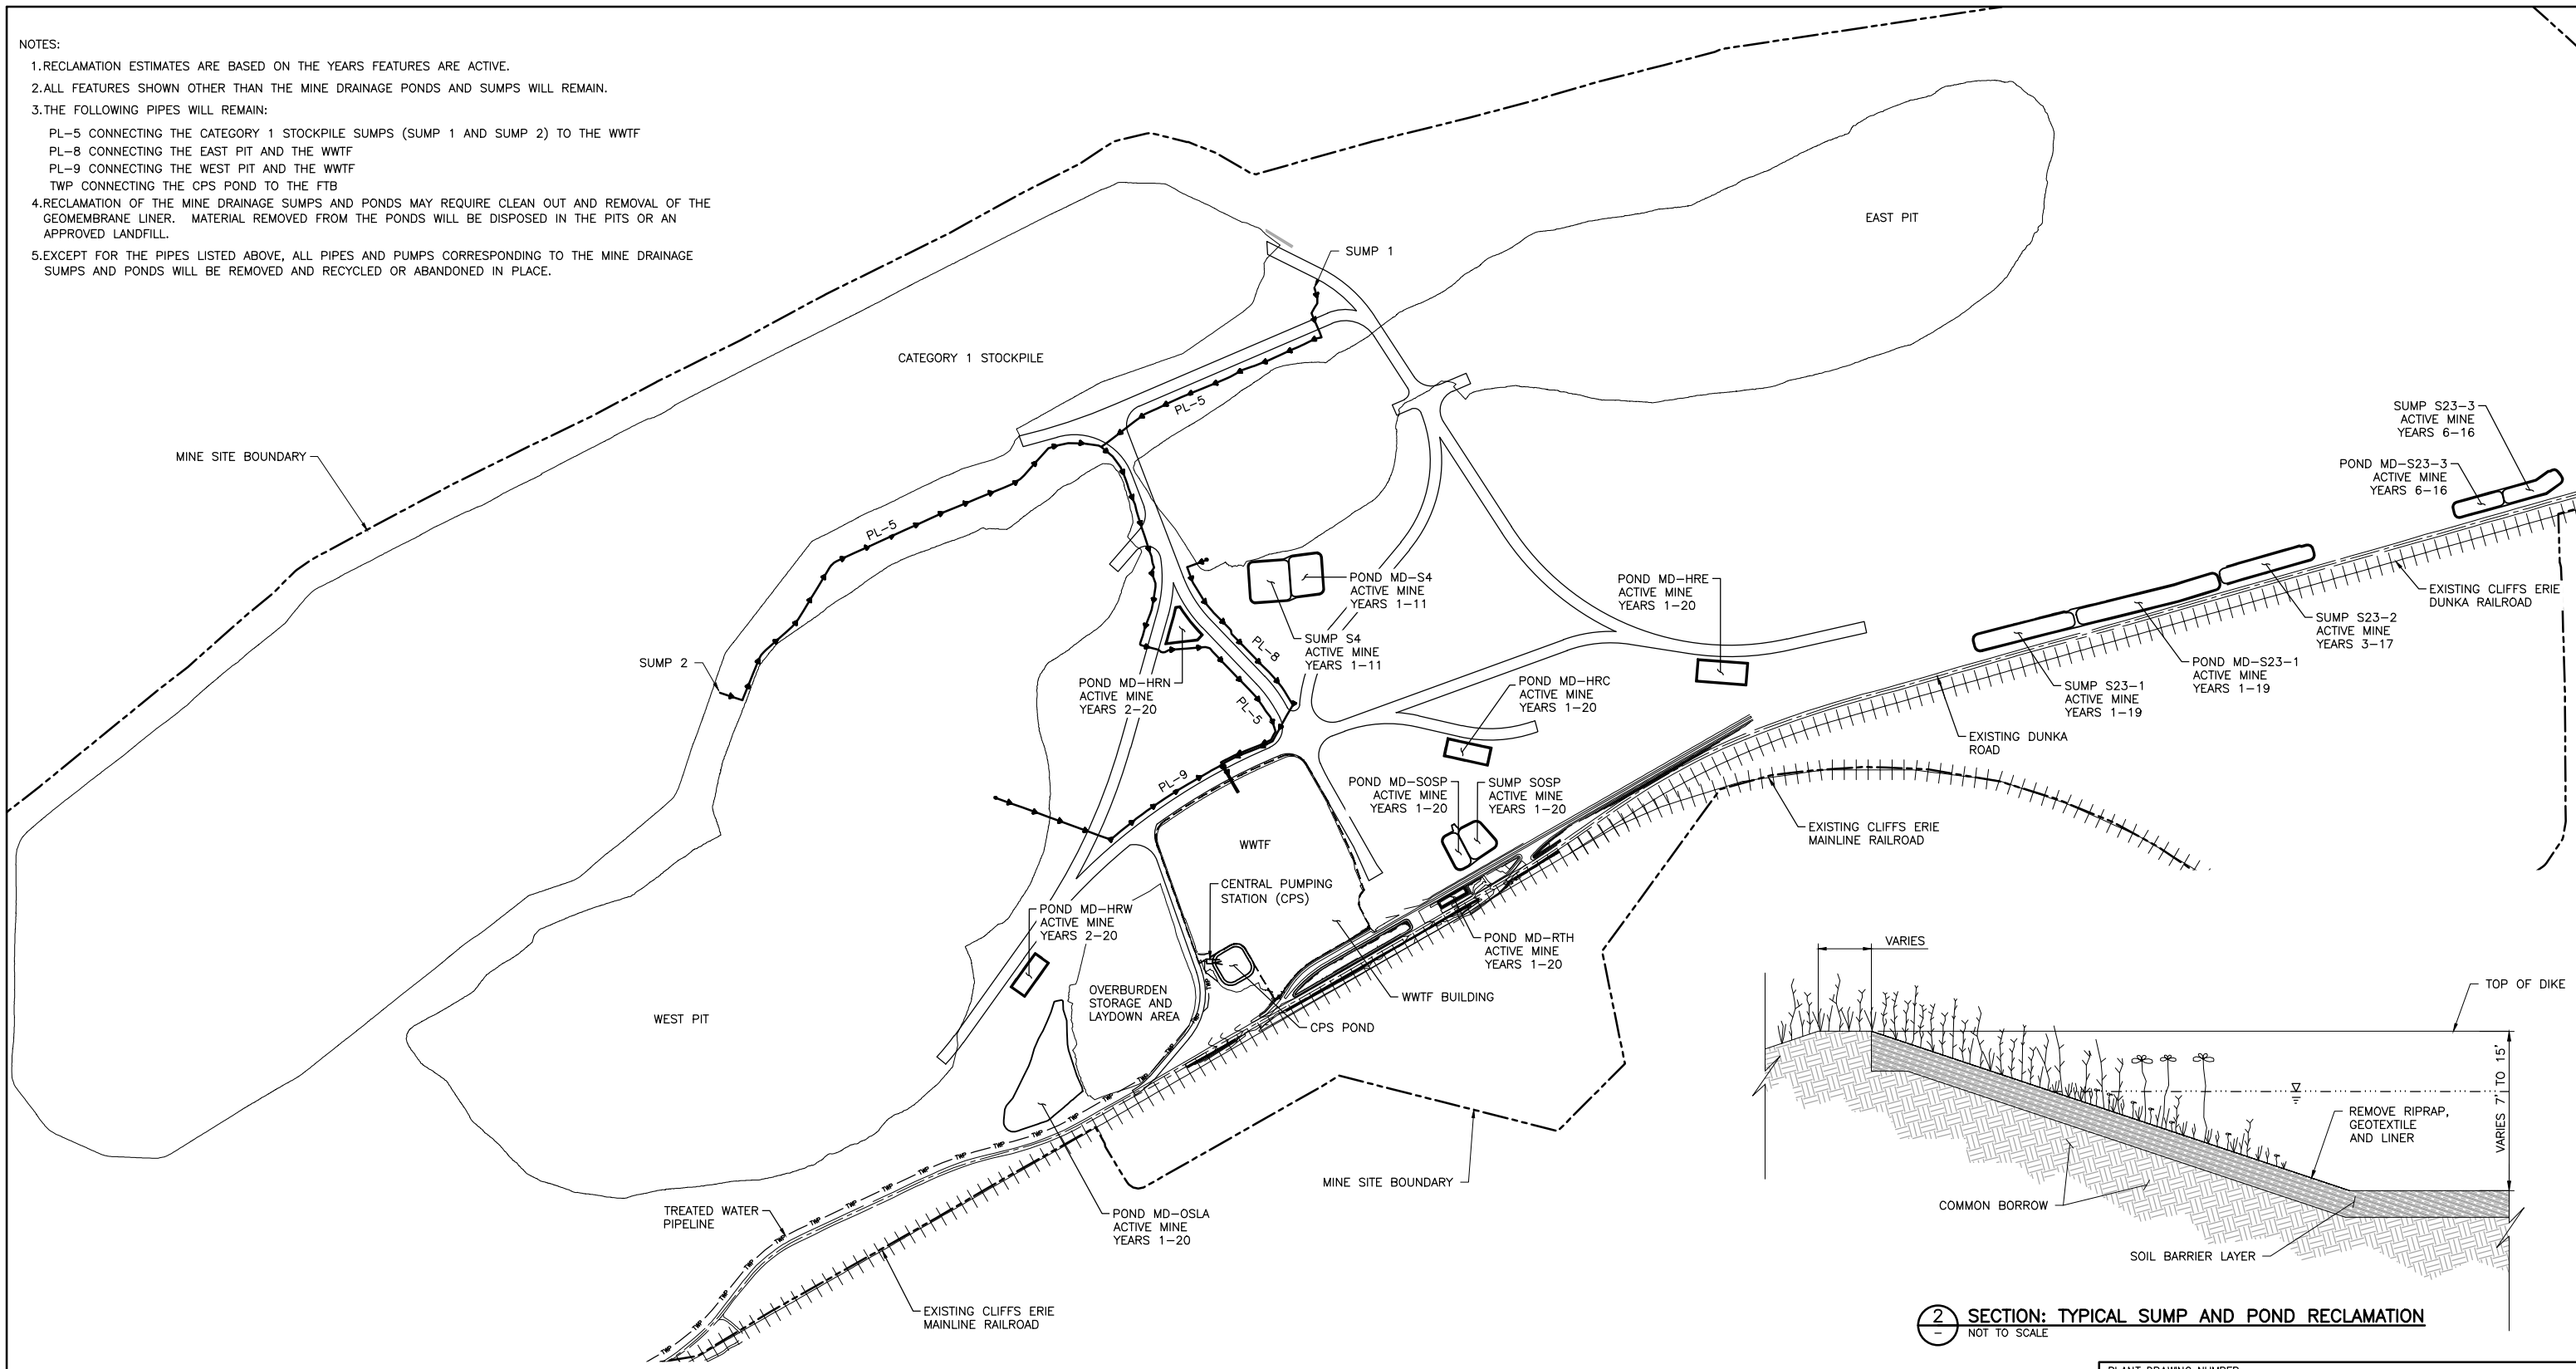 NOTES:
1.RECLAMATION ESTIMATES ARE BASED ON THE YEARS FEATURES ARE ACTIVE.
2.ALL FEATURES SHOWN OTHER THAN THE MINE DRAINAGE PONDS AND SUMPS WILL REMAIN.
3.THE FOLLOWING PIPES WILL REMAIN:
PL-5 CONNECTING THE CATEGORY 1 STOCKPILE SUMPS (SUMP 1 AND SUMP 2) TO THE WWTF
PL-8 CONNECTING THE EAST PIT AND THE WWTF
PL-9 CONNECTING THE WEST PIT AND THE WWTF
TWP CONNECTING THE CPS POND TO THE FTB
4.RECLAMATION OF THE MINE DRAINAGE SUMPS AND PONDS MAY REQUIRE CLEAN OUT AND REMOVAL OF THE
GEOMEMBRANE LINER. MATERIAL REMOVED FROM THE PONDS WILL BE DISPOSED IN THE PITS OR AN
APPROVED LANDFILL.
5.EXCEPT FOR THE PIPES LISTED ABOVE, ALL PIPES AND PUMPS CORRESPONDING TO THE MINE DRAINAGE
SUMPS AND PONDS WILL BE REMOVED AND RECYCLED OR ABANDONED IN PLACE.
EAST PIT
SUMP 1
CATEGORY 1 STOCKPILE
PL-5
MINE SITE BOUNDARY
SUMP S23-3
ACTIVE MINE
YEARS 6-16
POND MD-S23-3
ACTIVE MINE
YEARS 6-16
PL-5
POND MD-S4
ACTIVE MINE
YEARS 1-11
POND MD-HRE
ACTIVE MINE
YEARS 1-20
EXISTING CLIFFS ERIE
DUNKA RAILROAD
SUMP S23-2
ACTIVE MINE
YEARS 3-17
SUMP S4
ACTIVE MINE
YEARS 1-11
PL-8
SUMP 2
POND MD-S23-1
ACTIVE MINE
YEARS 1-19
POND MD-HRN
ACTIVE MINE
YEARS 2-20
POND MD-HRC
ACTIVE MINE
YEARS 1-20
SUMP S23-1
ACTIVE MINE
YEARS 1-19
PL-5
EXISTING DUNKA
ROAD
PL-9
POND MD-SOSP
ACTIVE MINE
YEARS 1-20
SUMP SOSP
ACTIVE MINE
YEARS 1-20
EXISTING CLIFFS ERIE
MAINLINE RAILROAD
WWTF
CENTRAL PUMPING
STATION (CPS)
POND MD-HRW
ACTIVE MINE
YEARS 2-20
POND MD-RTH
ACTIVE MINE
YEARS 1-20
OVERBURDEN
STORAGE AND
LAYDOWN AREA
TWP
WWTF BUILDING
WEST PIT
CPS POND
TWP
TWP
TWP
TWP
TWP
TWP
TWP
TWP
TWP
TWP
TWP
TWP
TWP
TWP
MINE SITE BOUNDARY
TREATED WATER
PIPELINE
POND MD-OSLA
ACTIVE MINE
YEARS 1-20
EXISTING CLIFFS ERIE
MAINLINE RAILROAD
VARIES
TOP OF DIKE
VARIES 7' TO 15'
REMOVE RIPRAP,
GEOTEXTILE
AND LINER
COMMON BORROW
SOIL BARRIER LAYER
2
-
SECTION: TYPICAL SUMP AND POND RECLAMATION
NOT TO SCALE
PLANT DRAWING NUMBER